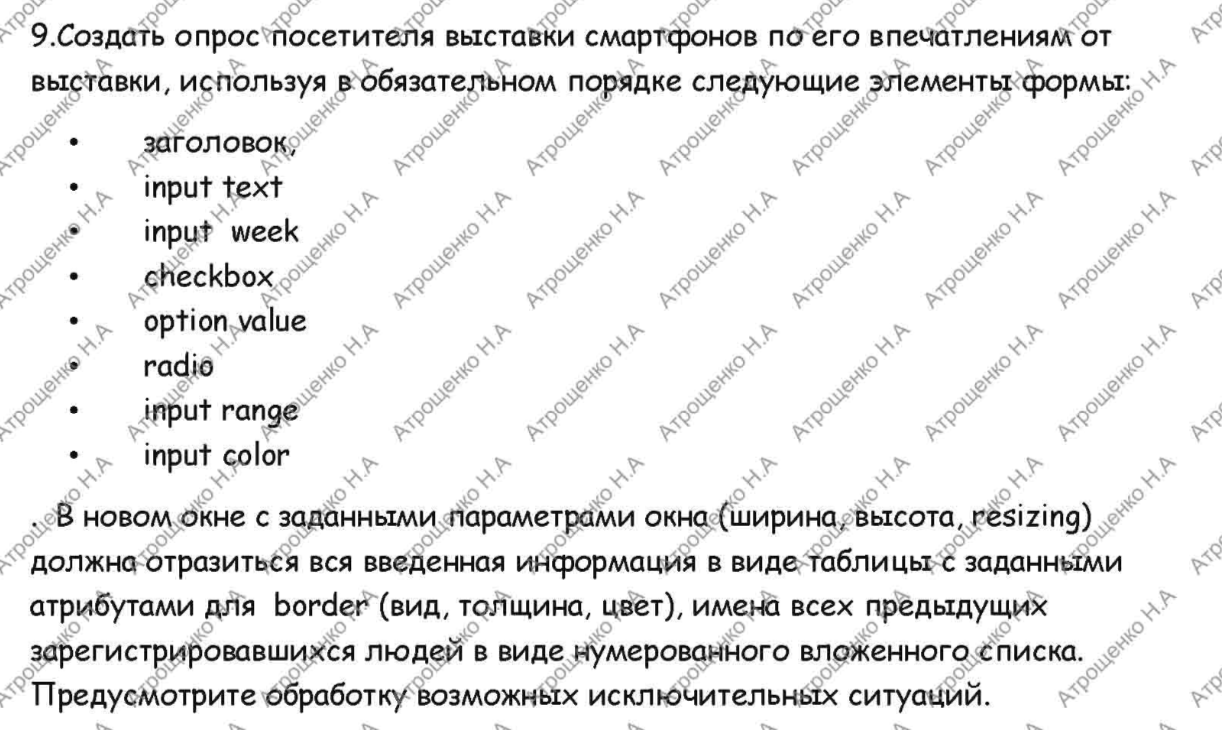 9.Создать опрос посетителя выставки смартфонов по его впечатлениям от
выставки, используя в обязательном порядке следующие элементы формы:
• заголовок,
• input text
• input week
• checkbox
• option value
• radio
• input range
• input color
. В новом окне с заданными параметрами окна (ширина, высота, resizing)
должна отразиться вся введенная информация в виде таблицы с заданными
атрибутами для border (вид, толщина, цвет), имена всех предыдущих
зарегистрировавшихся людей в виде нумерованного вложенного списка.
Предусмотрите обработку возможных исключительных ситуаций.
Атрощенко Н.А